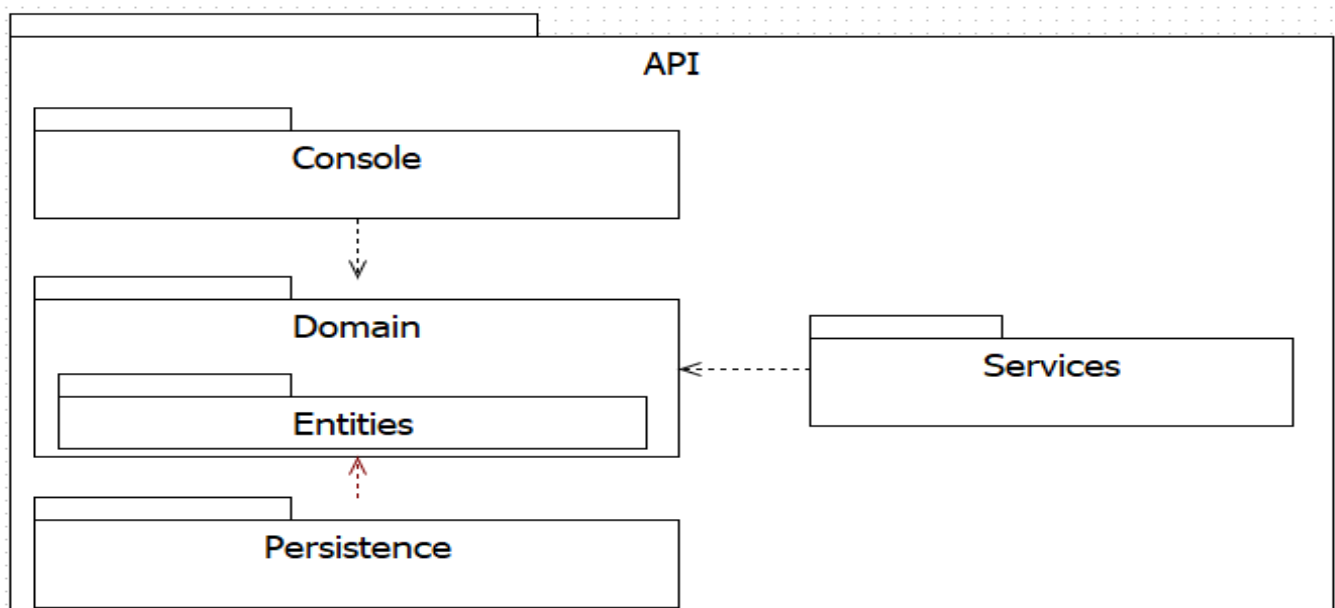 API
Console
Domain
Services
Entities
Persistence